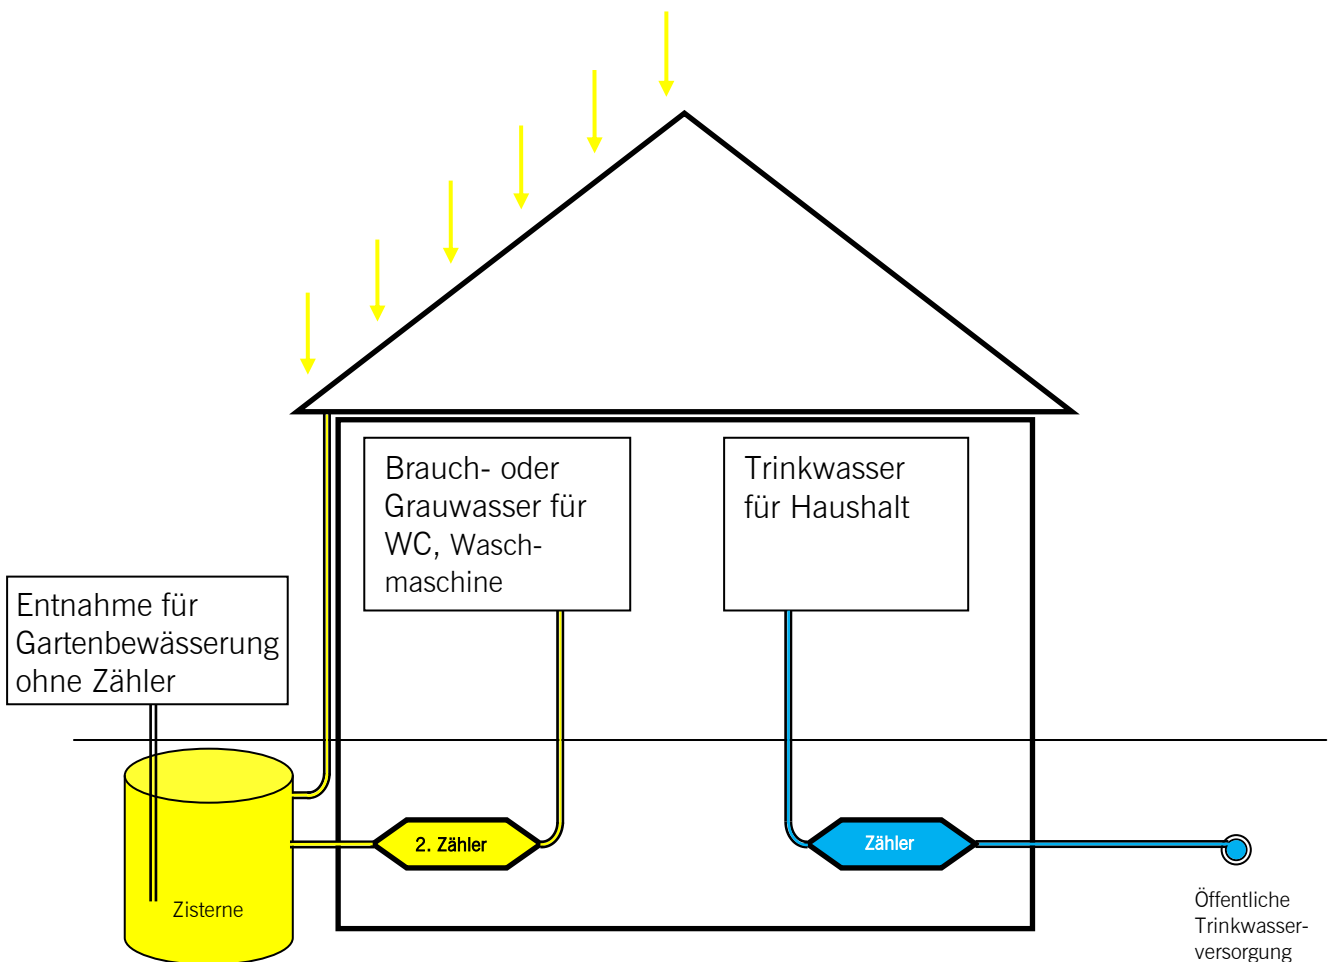 Brauch- oder
Grauwasser für
WC, Wasch-
maschine
Trinkwasser
für Haushalt
Entnahme für
Gartenbewässerung
ohne Zähler
2. Zähler
Zähler
Zisterne
Öffentliche
Trinkwasser-
versorgung